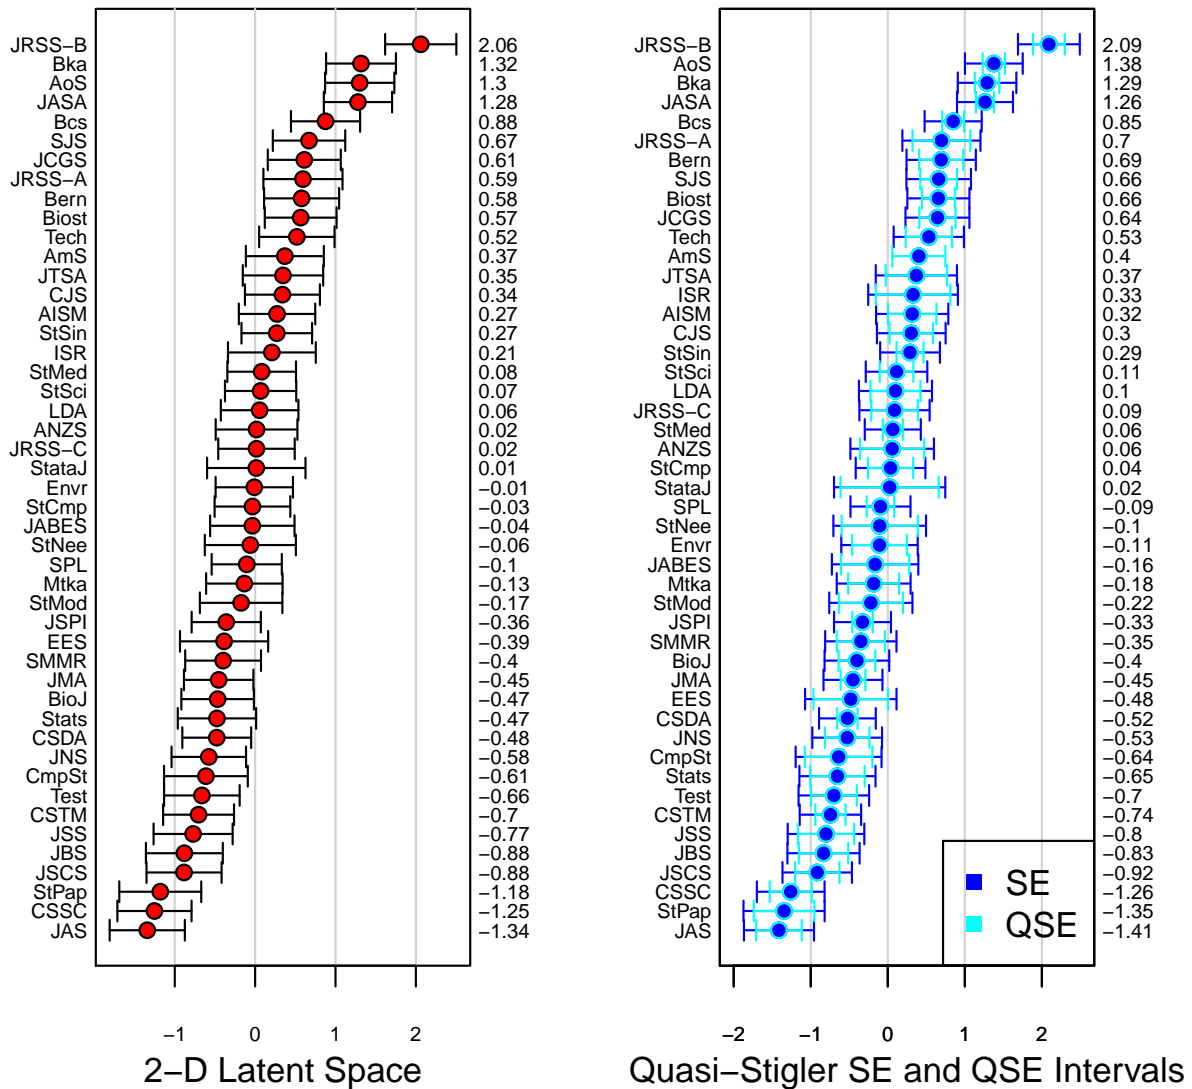 JRSS−B 2.06
Bka 1.32
AoS 1.3
JASA 1.28
Bcs 0.88
SJS 0.67
JCGS 0.61
JRSS−A 0.59
Bern 0.58
Biost 0.57
Tech 0.52
AmS 0.37
JTSA 0.35
CJS 0.34
AISM 0.27
StSin 0.27
ISR 0.21
StMed 0.08
StSci 0.07
LDA 0.06
ANZS 0.02
JRSS−C 0.02
StataJ 0.01
Envr −0.01
StCmp −0.03
JABES −0.04
StNee −0.06
SPL −0.1
Mtka −0.13
StMod −0.17
JSPI −0.36
EES −0.39
SMMR −0.4
JMA −0.45
BioJ −0.47
Stats −0.47
CSDA −0.48
JNS −0.58
CmpSt −0.61
Test −0.66
CSTM −0.7
JSS −0.77
JBS −0.88
JSCS −0.88
StPap −1.18
CSSC −1.25
JAS −1.34
−1 0 1 2
2−D Latent Space
JRSS−B 2.09
AoS 1.38
Bka 1.29
JASA 1.26
Bcs 0.85
JRSS−A 0.7
Bern 0.69
SJS 0.66
Biost 0.66
JCGS 0.64
Tech 0.53
AmS 0.4
JTSA 0.37
ISR 0.33
AISM 0.32
CJS 0.3
StSin 0.29
StSci 0.11
LDA 0.1
JRSS−C 0.09
StMed 0.06
ANZS 0.06
StCmp 0.04
StataJ 0.02
SPL −0.09
StNee −0.1
Envr −0.11
JABES −0.16
Mtka −0.18
StMod −0.22
JSPI −0.33
SMMR −0.35
BioJ −0.4
JMA −0.45
EES −0.48
CSDA −0.52
JNS −0.53
CmpSt −0.64
Stats −0.65
Test −0.7
CSTM −0.74
JSS −0.8
JBS −0.83
JSCS −0.92
CSSC −1.26
StPap −1.35
JAS −1.41
SE
QSE
−2 −1 0 1 2
Quasi−Stigler SE and QSE Intervals